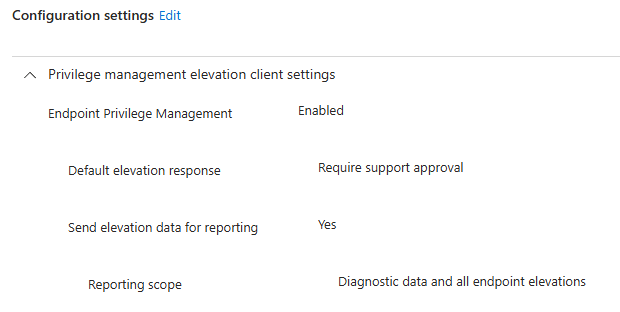 Configuration settings Edit
Privilege management elevation client settings
Endpoint Privilege Management Enabled
Default elevation response Require support approval
Send elevation data for reporting Yes
Reporting scope Diagnostic data and all endpoint elevations